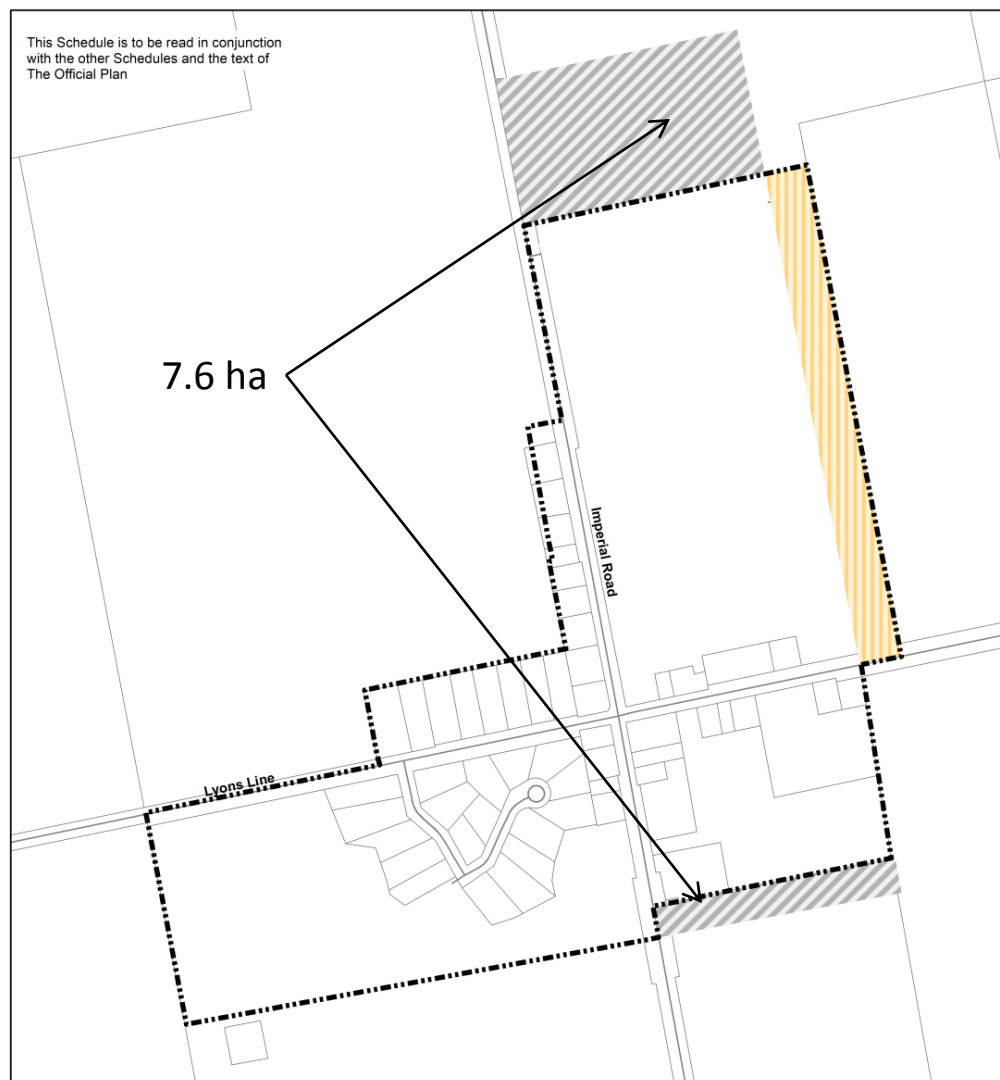 This Schedule is to be read in conjunction
with the other Schedules and the text of
The Official Plan
7.6 ha
Imperial Road
Lyons Line